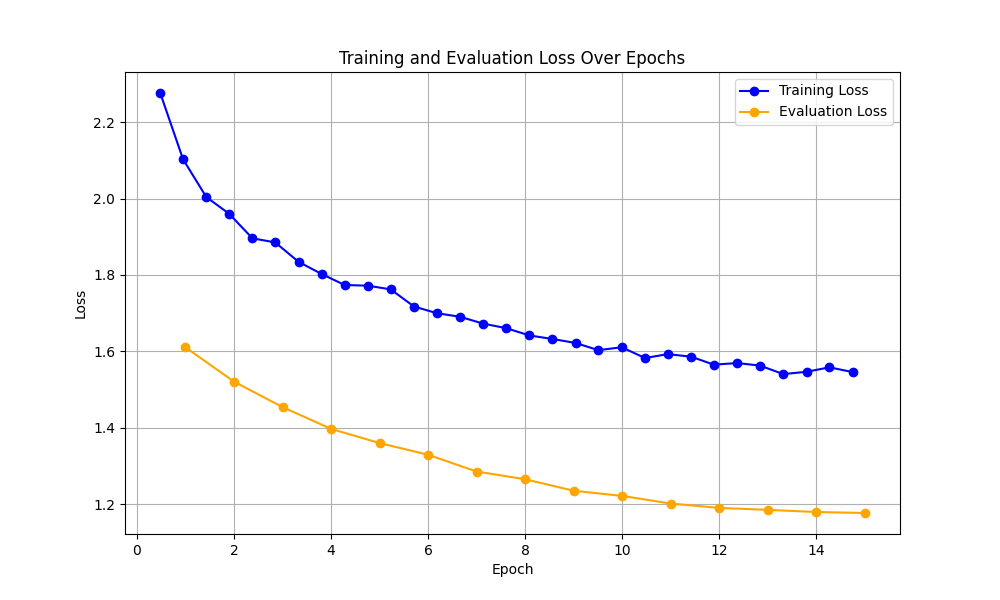 Training and Evaluation Loss Over Epochs
Training Loss
Evaluation Loss
2.2
2.0
1.8
1.6
1.4
1.2
Loss
0 2 4 6 8 10 12 14
Epoch